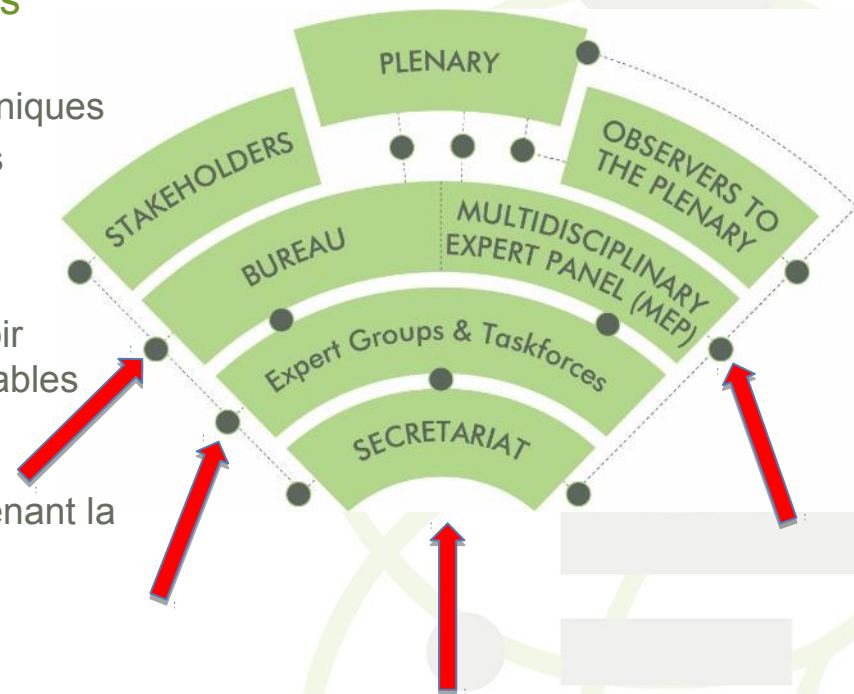 s
niques
s
ir
ables
enant la
PLENARY
STAKEHOLDERS
OBSERVERS TO
THE PLENARY
BUREAU
MULTIDISCIPLINARY
EXPERT PANEL (MEP)
Expert Groups & Taskforces
SECRETARIAT